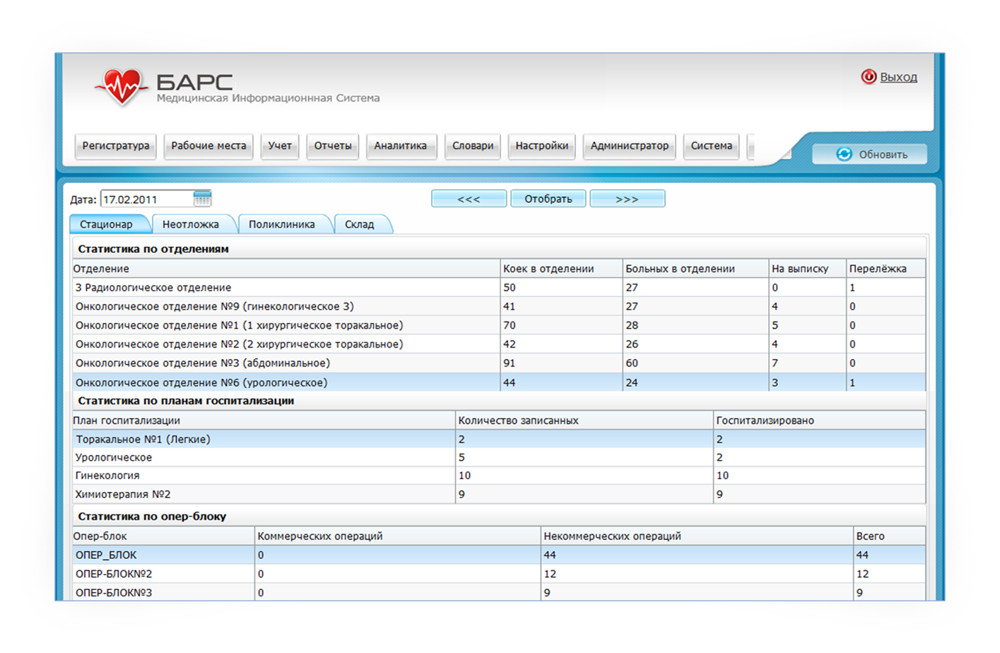 БАРС
Медицинская Информационнная Система
Выход
Регистратура Рабочие места Учет Отчеты Аналитика Словари Настройки Администратор Система
Обновить
Дата: 17.02.2011 <<< Отобрать >>>
Стационар Неотложка Поликлиника Склад
Статистика по отделениям
Отделение Коек в отделении Больных в отделении На выписку Перелёжка
3 Радиологическое отделение 50 27 0 1
Онкологическое отделение №9 (гинекологическое 3) 41 27 4 0
Онкологическое отделение №1 (1 хирургическое торакальное) 70 28 5 0
Онкологическое отделение №2 (2 хирургическое торакальное) 42 26 4 0
Онкологическое отделение №3 (абдоминальное) 91 60 7 0
Онкологическое отделение №6 (урологическое) 44 24 3 1
Статистика по планам госпитализации
План госпитализации Количество записанных Госпитализировано
Торакальное №1 (Легкие) 2 2
Урологическое 5 2
Гинекология 10 10
Химиотерапия №2 9 9
Статистика по опер-блоку
Опер-блок Коммерческих операций Некоммерческих операций Всего
ОПЕР_БЛОК 0 44 44
ОПЕР-БЛОК№2 0 12 12
ОПЕР-БЛОК№3 0 9 9